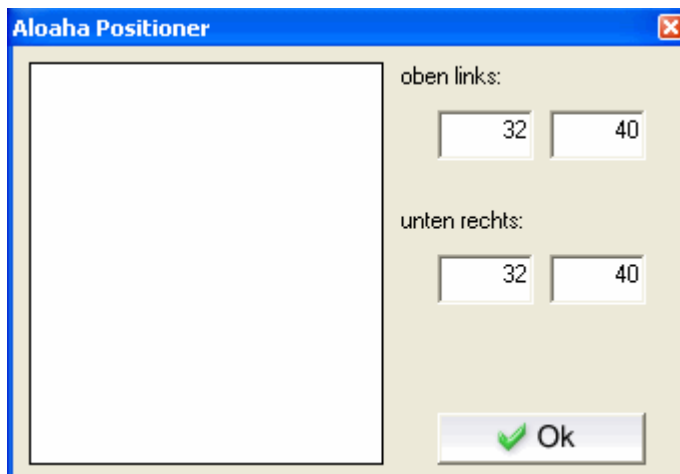 Aloaha Positioner
oben links:
32 40
unten rechts:
32 40
Ok